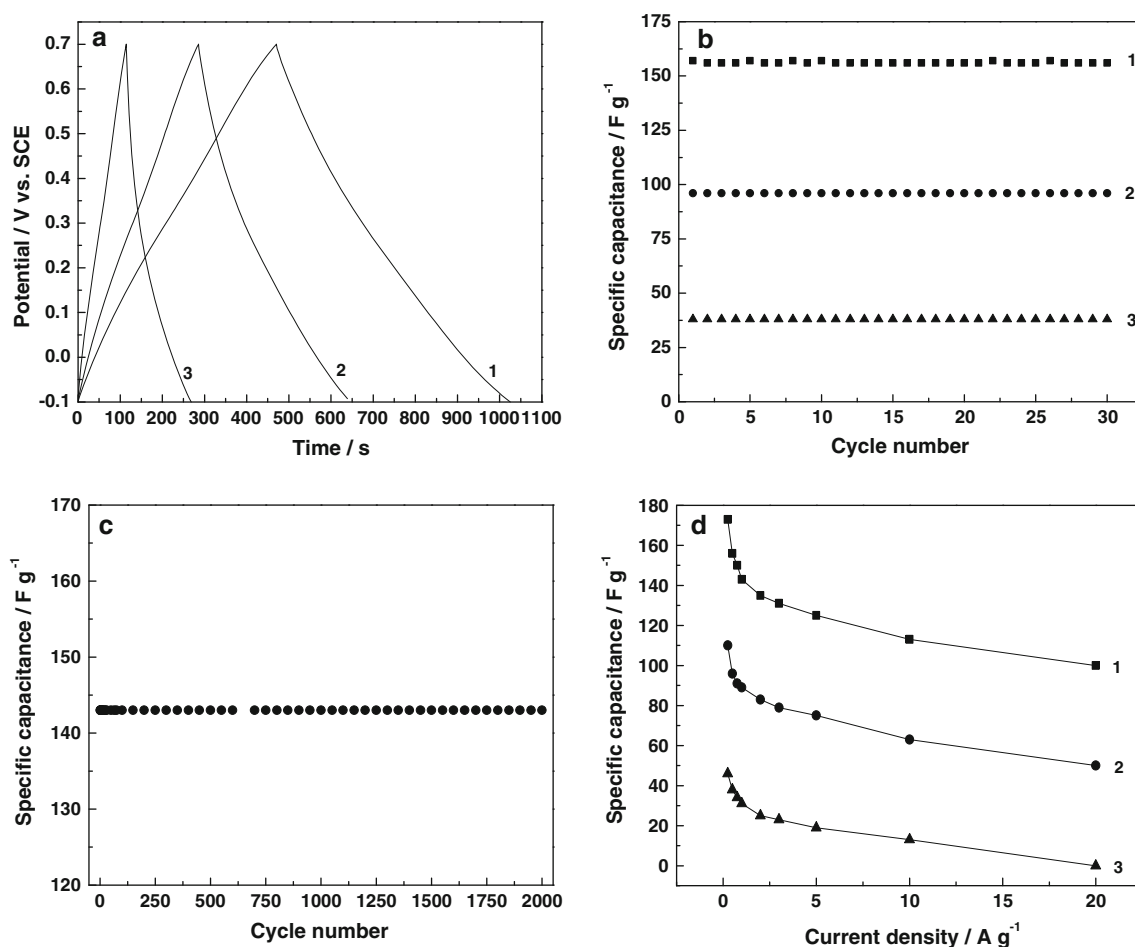 a
0.7
0.6
0.5
0.4
0.3
0.2
0.1
0.0
-0.1
3
2
1
0 100 200 300 400 500 600 700 800 900 1000 1100
Potential / V vs. SCE
Time / s
b
175
150
125
100
75
50
25
0
1
2
3
0 5 10 15 20 25 30
Specific capacitance / F g-1
Cycle number
c
170
160
150
140
130
120
0 250 500 750 1000 1250 1500 1750 2000
Specific capacitance / F g-1
Cycle number
d
180
160
140
120
100
80
60
40
20
0
1
2
3
0 5 10 15 20
Specific capacitance / F g-1
Current density / A g-1